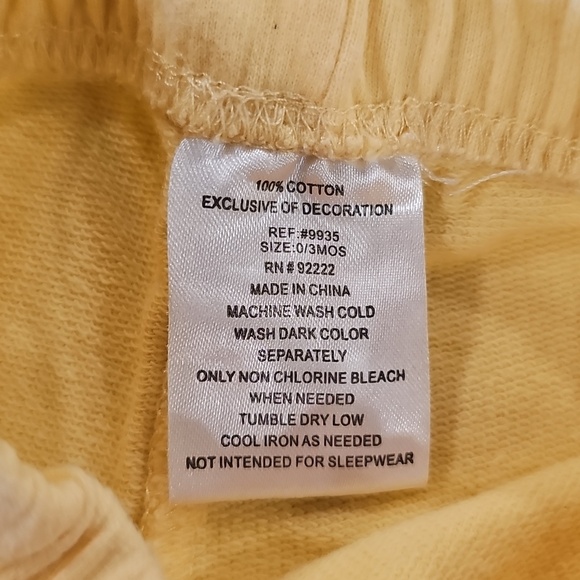 100% COTTON
EXCLUSIVE OF DECORATION
REF:#9935
SIZE:0/3MOS
RN # 92222
MADE IN CHINA
MACHINE WASH COLD
WASH DARK COLOR
SEPARATELY
ONLY NON CHLORINE BLEACH
WHEN NEEDED
TUMBLE DRY LOW
COOL IRON AS NEEDED
NOT INTENDED FOR SLEEPWEAR